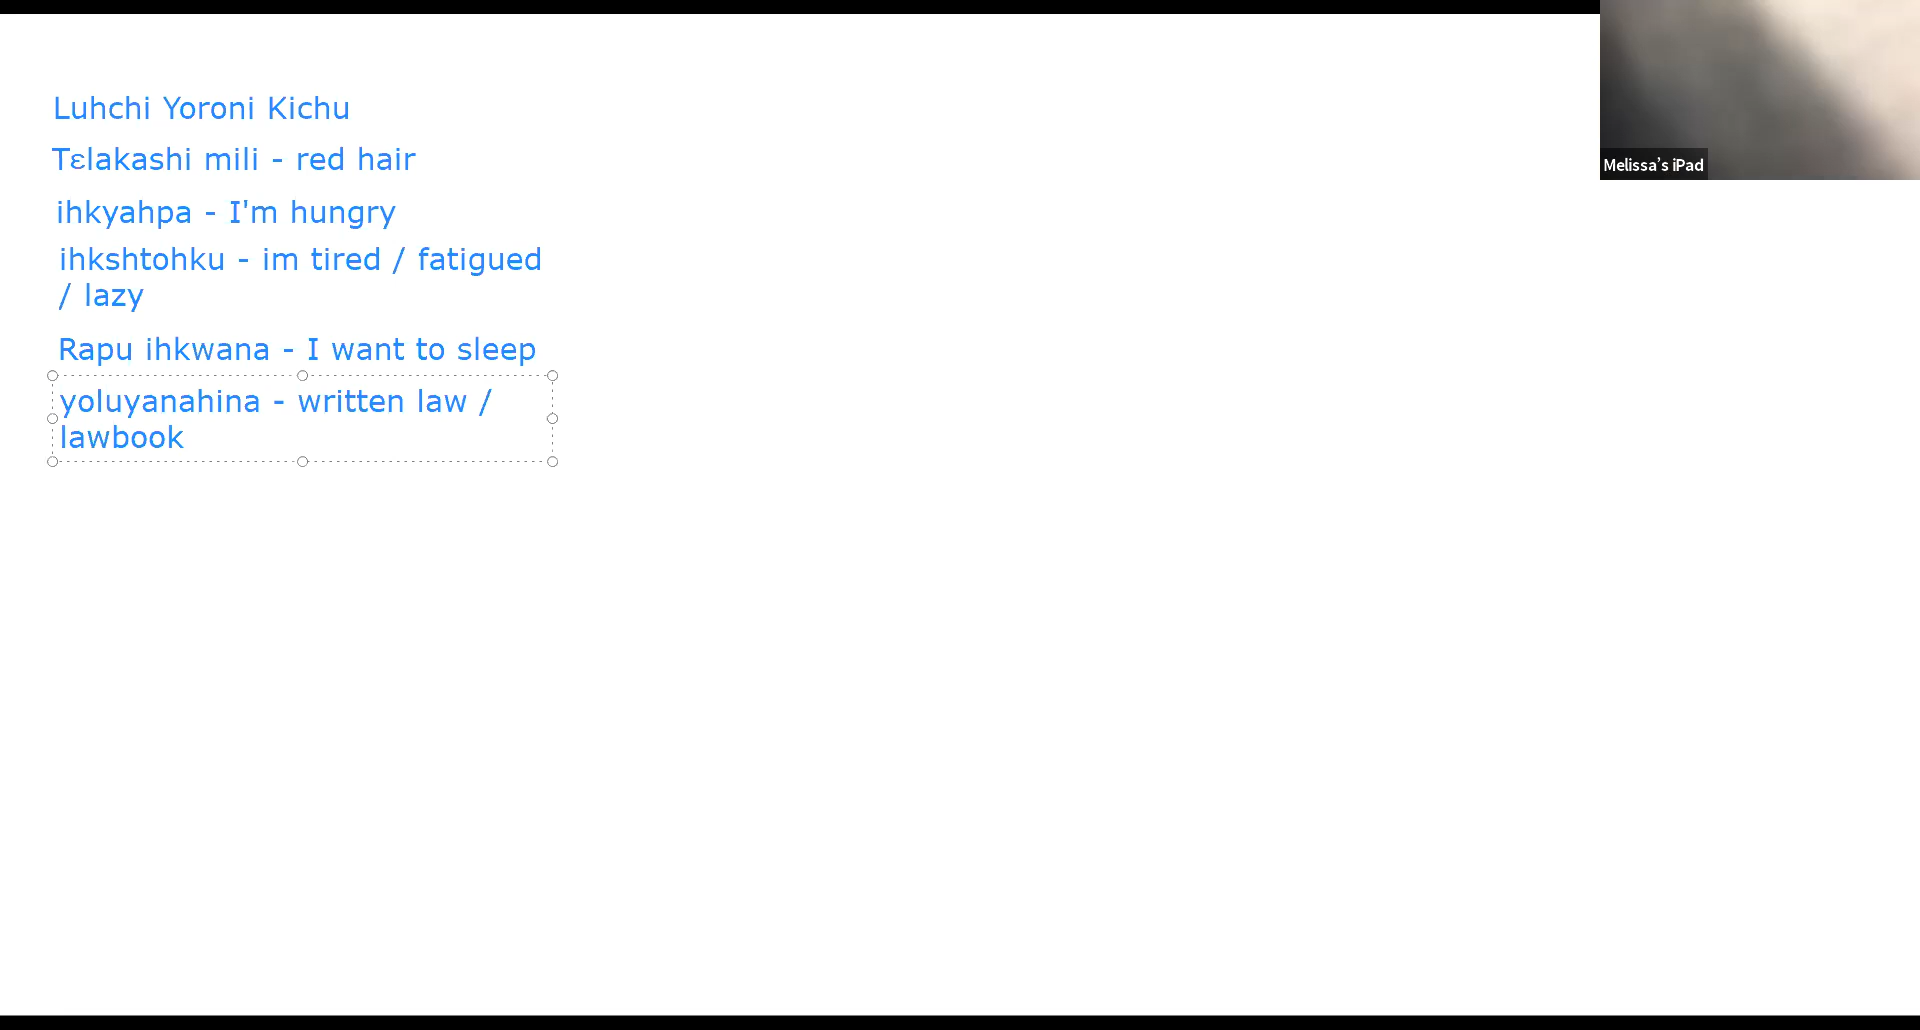 Luhchi Yoroni Kichu
Tɛlakashi mili - red hair
ihkyahpa - I'm hungry
ihkshtohku - im tired / fatigued
/ lazy
Rapu ihkwana - I want to sleep
yoluyanahina - written law /
lawbook
Melissa’s iPad